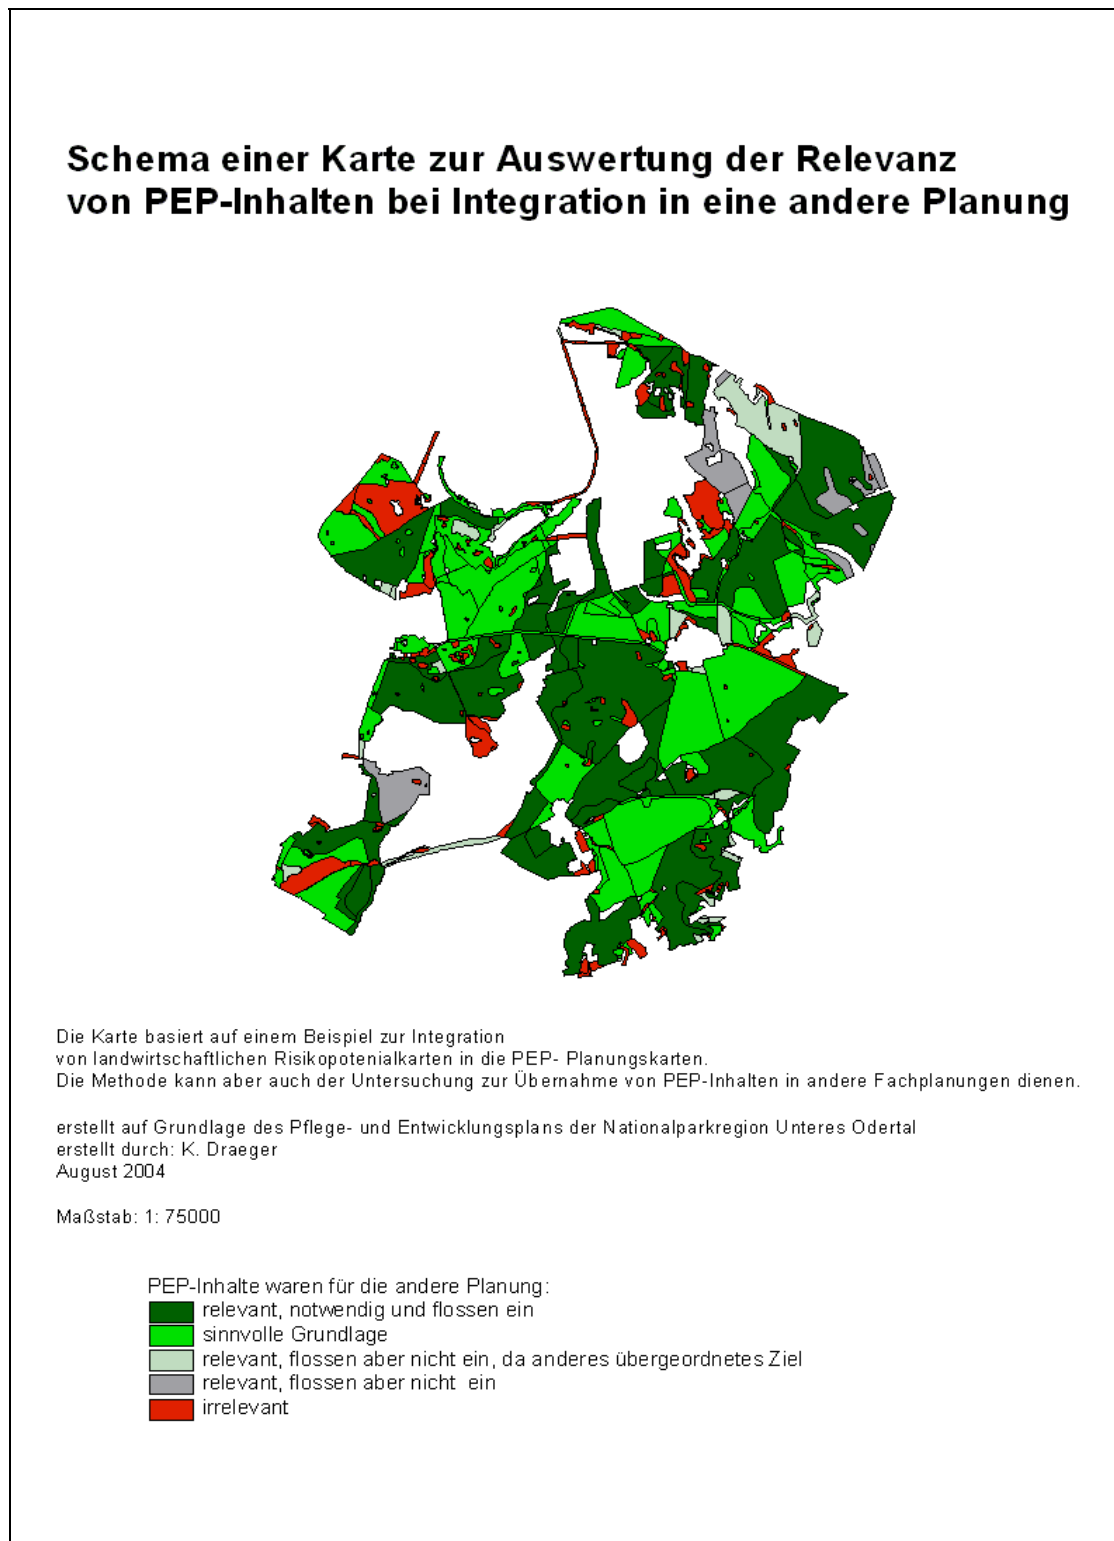 Schema einer Karte zur Auswertung der Relevanz
von PEP-Inhalten bei Integration in eine andere Planung
Die Karte basiert auf einem Beispiel zur Integration
von landwirtschaftlichen Risikopotenialkarten in die PEP- Planungskarten.
Die Methode kann aber auch der Untersuchung zur Übernahme von PEP-Inhalten in andere Fachplanungen dienen.
erstellt auf Grundlage des Pflege- und Entwicklungsplans der Nationalparkregion Unteres Odertal
erstellt durch: K. Draeger
August 2004
Maßstab: 1: 75000
PEP-Inhalte waren für die andere Planung:
relevant, notwendig und flossen ein
sinnvolle Grundlage
relevant, flossen aber nicht ein, da anderes übergeordnetes Ziel
relevant, flossen aber nicht ein
irrelevant